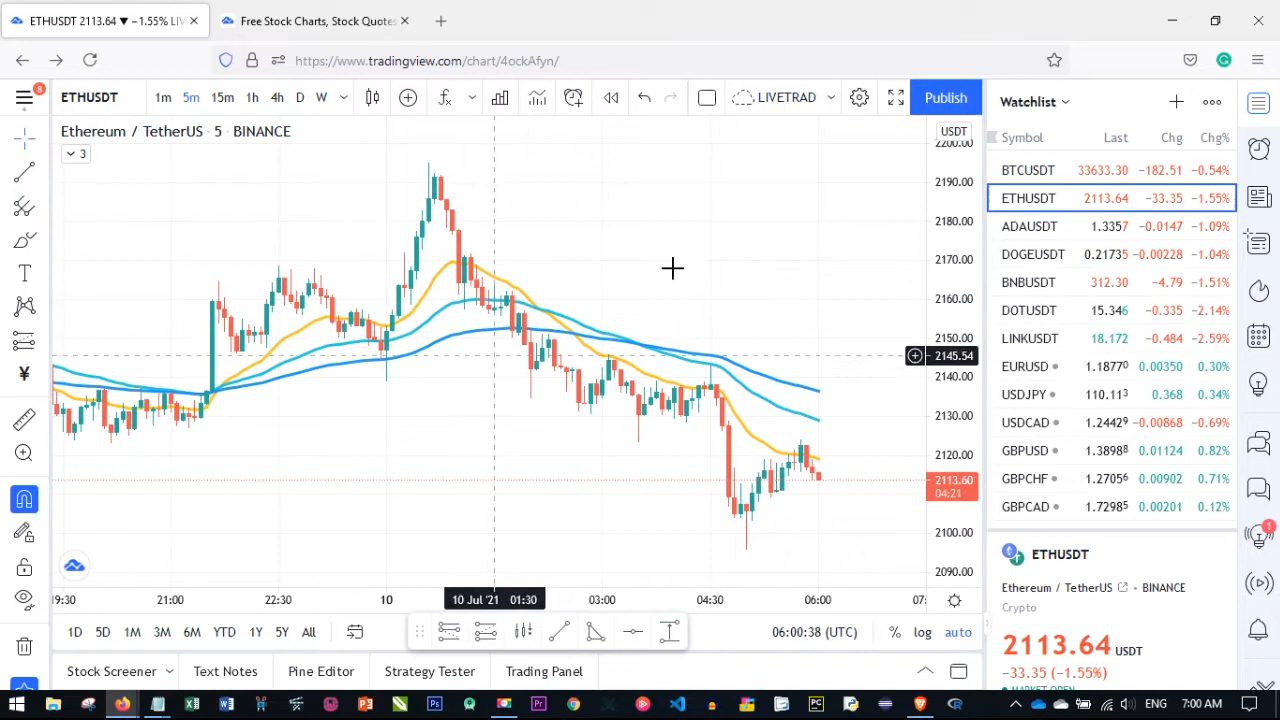 ETHUSDT 2113.64 ▼ −1.55% LIV
Free Stock Charts, Stock Quotes
https://www.tradingview.com/chart/4ockAfyn/
8
ETHUSDT 1m 5m 15m 1h 4h D W LIVETRAD Publish
Ethereum / TetherUS · 5 · BINANCE
3
USDT
2200.00
2190.00
2180.00
2170.00
2160.00
2150.00
2145.54
2140.00
2130.00
2120.00
2113.60
04:21
2100.00
2090.00
19:30 21:00 22:30 10 10 Jul '21 01:30 03:00 04:30 06:00 07:
1D 5D 1M 3M 6M YTD 1Y 5Y All 06:00:38 (UTC) % log auto
Stock Screener Text Notes Pine Editor Strategy Tester Trading Panel
Watchlist
Symbol Last Chg Chg%
BTCUSDT 33633.30 −182.51 −0.54%
ETHUSDT 2113.64 −33.35 −1.55%
ADAUSDT 1.3357 −0.0147 −1.09%
DOGEUSDT 0.21735 −0.00228 −1.04%
BNBUSDT 312.30 −4.79 −1.51%
DOTUSDT 15.346 −0.335 −2.14%
LINKUSDT 18.172 −0.484 −2.59%
EURUSD 1.18770 0.00350 0.30%
USDJPY 110.113 0.368 0.34%
USDCAD 1.24429 −0.00868 −0.69%
GBPUSD 1.38988 0.01124 0.82%
GBPCHF 1.27056 0.00902 0.71%
GBPCAD 1.72985 0.00201 0.12%
1
ETHUSDT
Ethereum / TetherUS BINANCE
Crypto
2113.64 USDT
−33.35 (−1.55%)
MARKET OPEN
ENG 7:00 AM